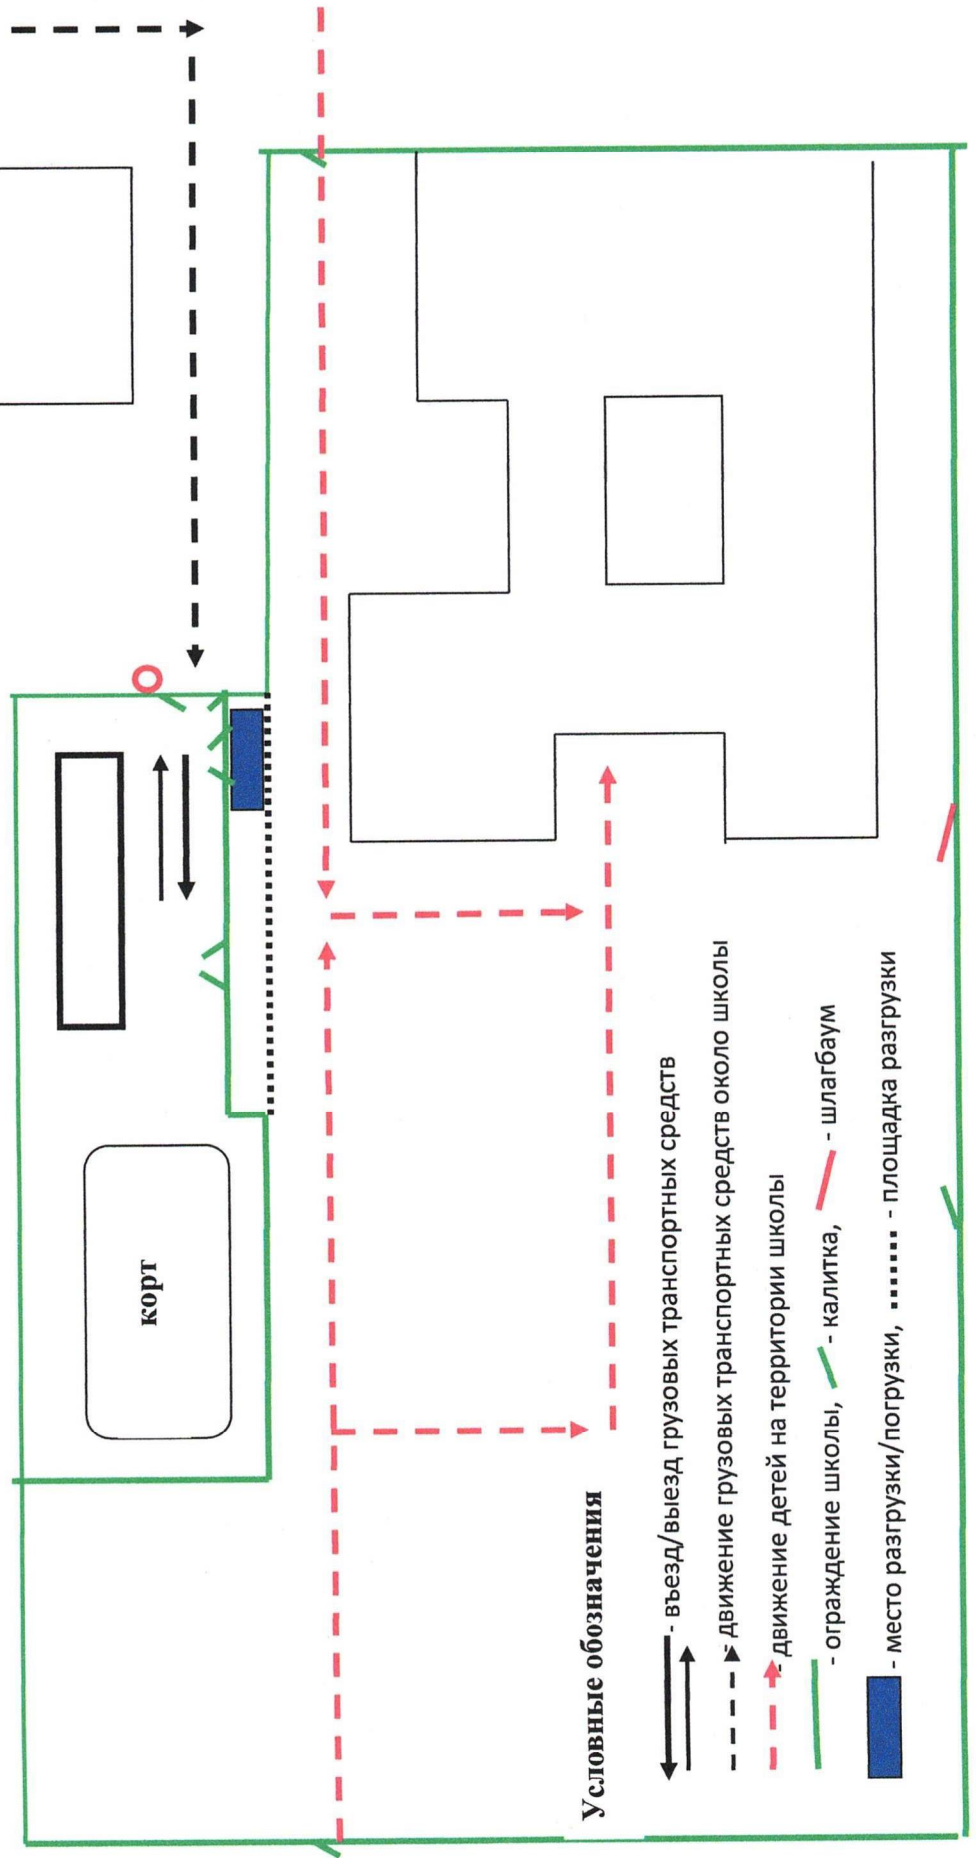 корт
Условные обозначения
- въезд/выезд грузовых транспортных средств
- движение грузовых транспортных средств около школы
- движение детей на территории школы
- ограждение школы, - калитка, - шлагбаум
- место разгрузки/погрузки, - площадка разгрузки